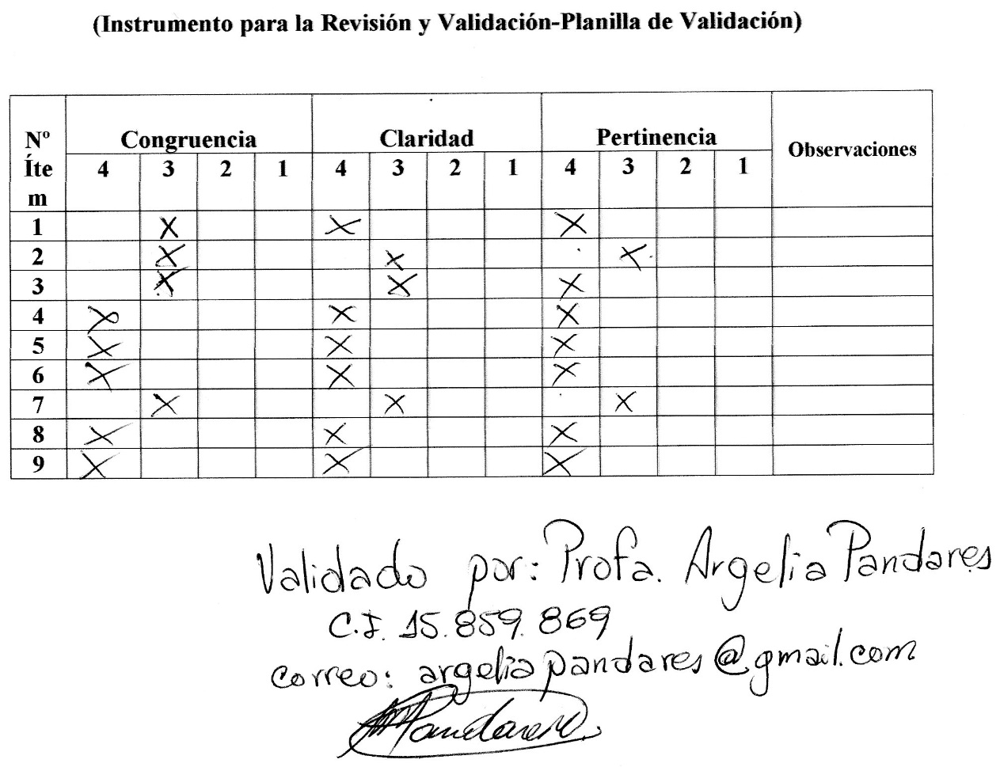 (Instrumento para la Revisión y Validación-Planilla de Validación)
Nº Ítem Congruencia Claridad Pertinencia Observaciones
4 3 2 1 4 3 2 1 4 3 2 1
1 X X X
2 X X X
3 X X X
4 X X X
5 X X X
6 X X X
7 X X X
8 X X X
9 X X X
Validado por: Profa. Argelia Pandares
C.I. 15.859.869
correo: argeliapandares@gmail.com
Pandares